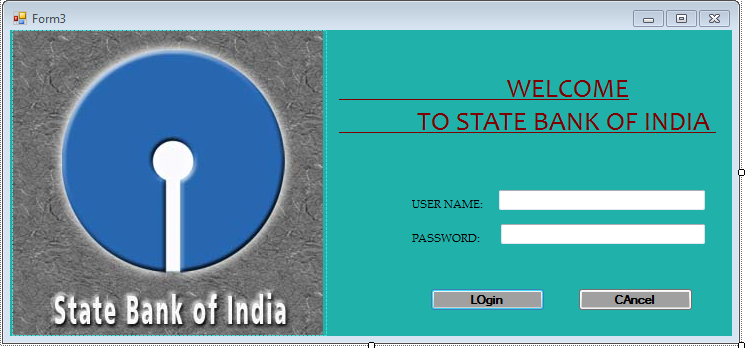 Form3
State Bank of India
WELCOME
TO STATE BANK OF INDIA
USER NAME:
PASSWORD:
LOgin CAncel